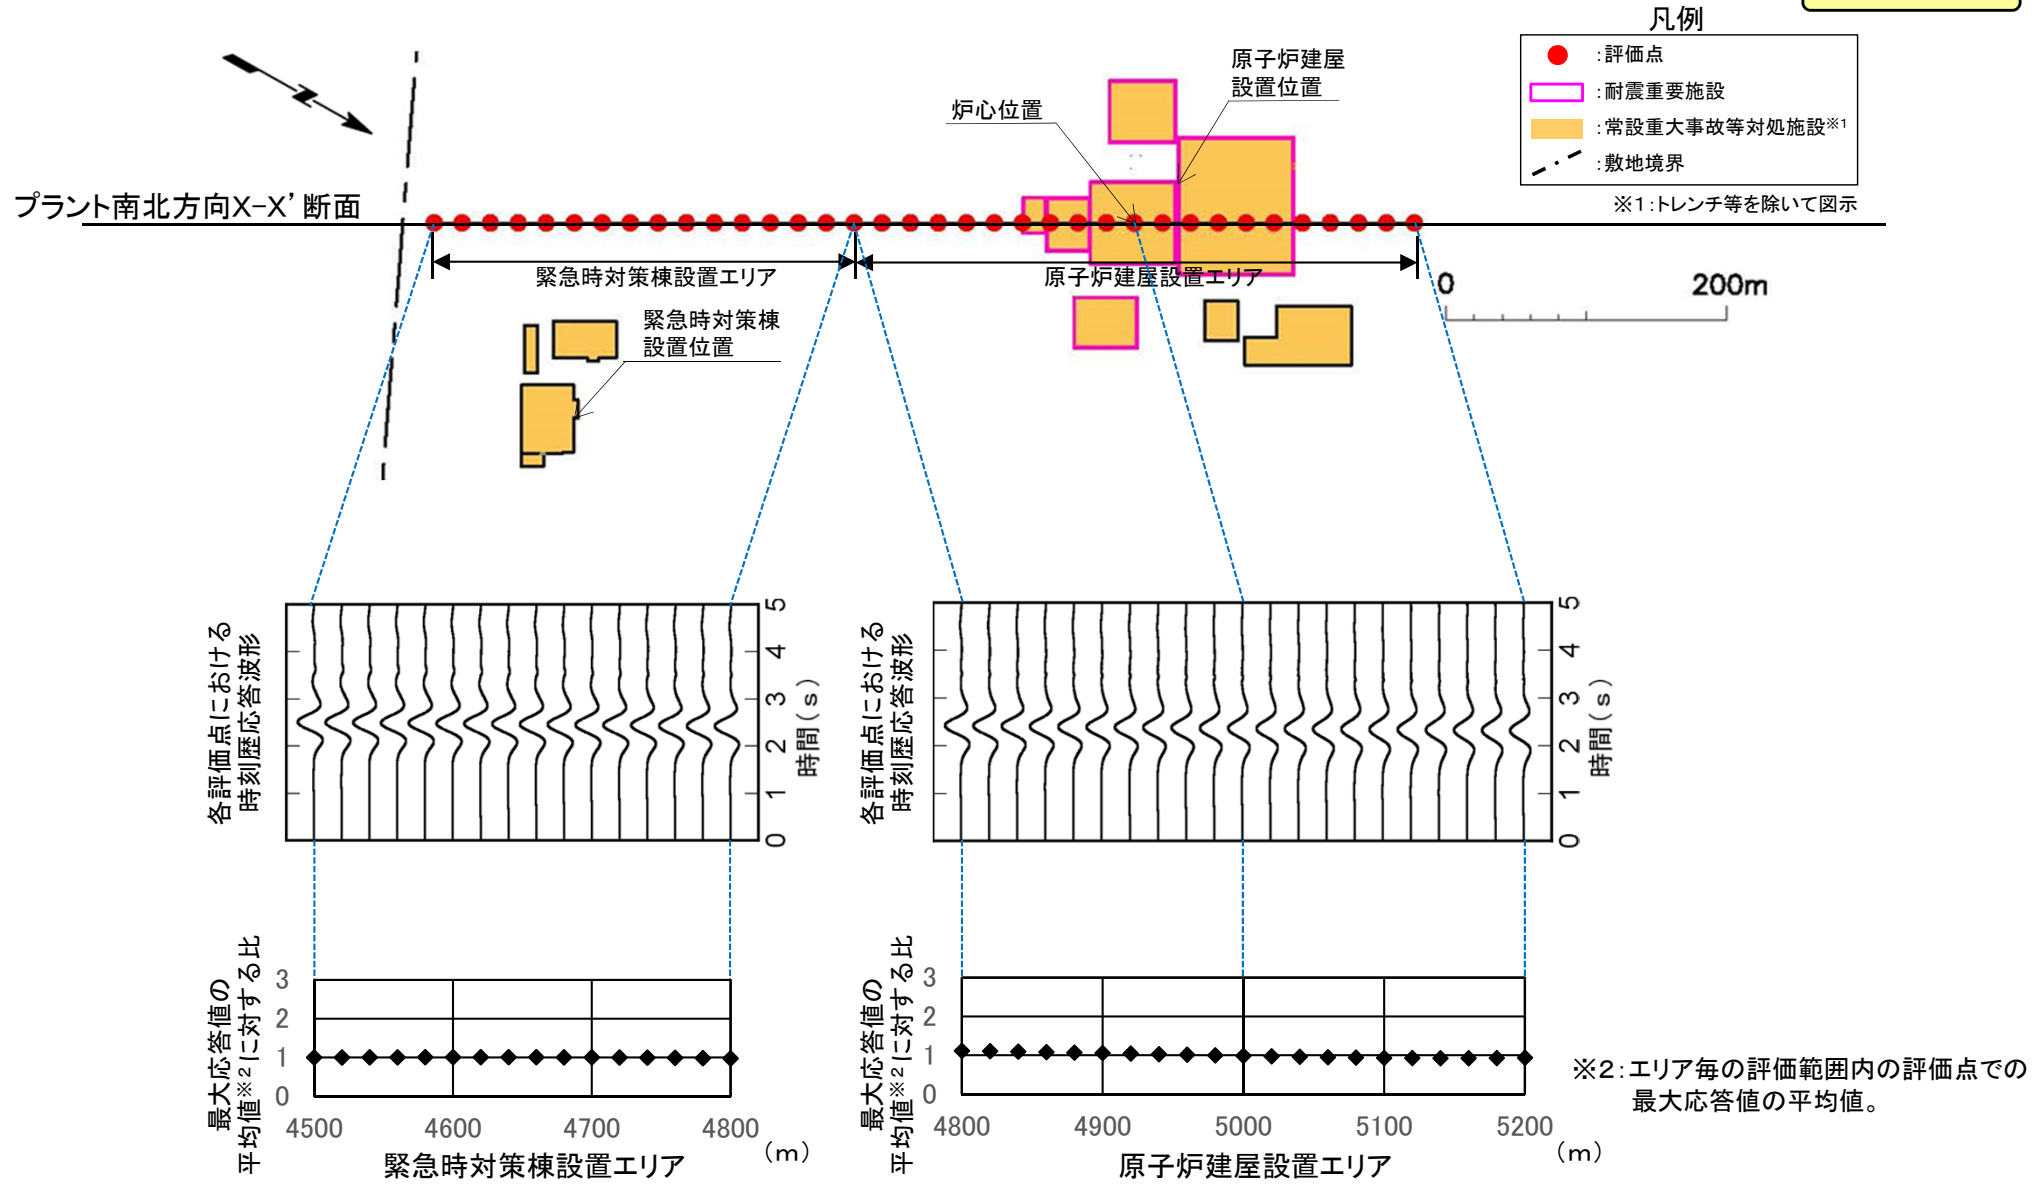 凡例
:評価点
:耐震重要施設
:常設重大事故等対処施設※1
:敷地境界
※1:トレンチ等を除いて図示
原子炉建屋
設置位置
炉心位置
プラント南北方向X-X’断面
緊急時対策棟設置エリア
原子炉建屋設置エリア
0
200m
緊急時対策棟
設置位置
各評価点における
時刻歴応答波形
5
4
3
2
1
0
時間(s)
各評価点における
時刻歴応答波形
5
4
3
2
1
0
時間(s)
最大応答値の
平均値※2に対する比
3
2
1
0
4500 4600 4700 4800
(m)
緊急時対策棟設置エリア
最大応答値の
平均値※2に対する比
3
2
1
0
4800 4900 5000 5100 5200
(m)
原子炉建屋設置エリア
※2:エリア毎の評価範囲内の評価点での
最大応答値の平均値。